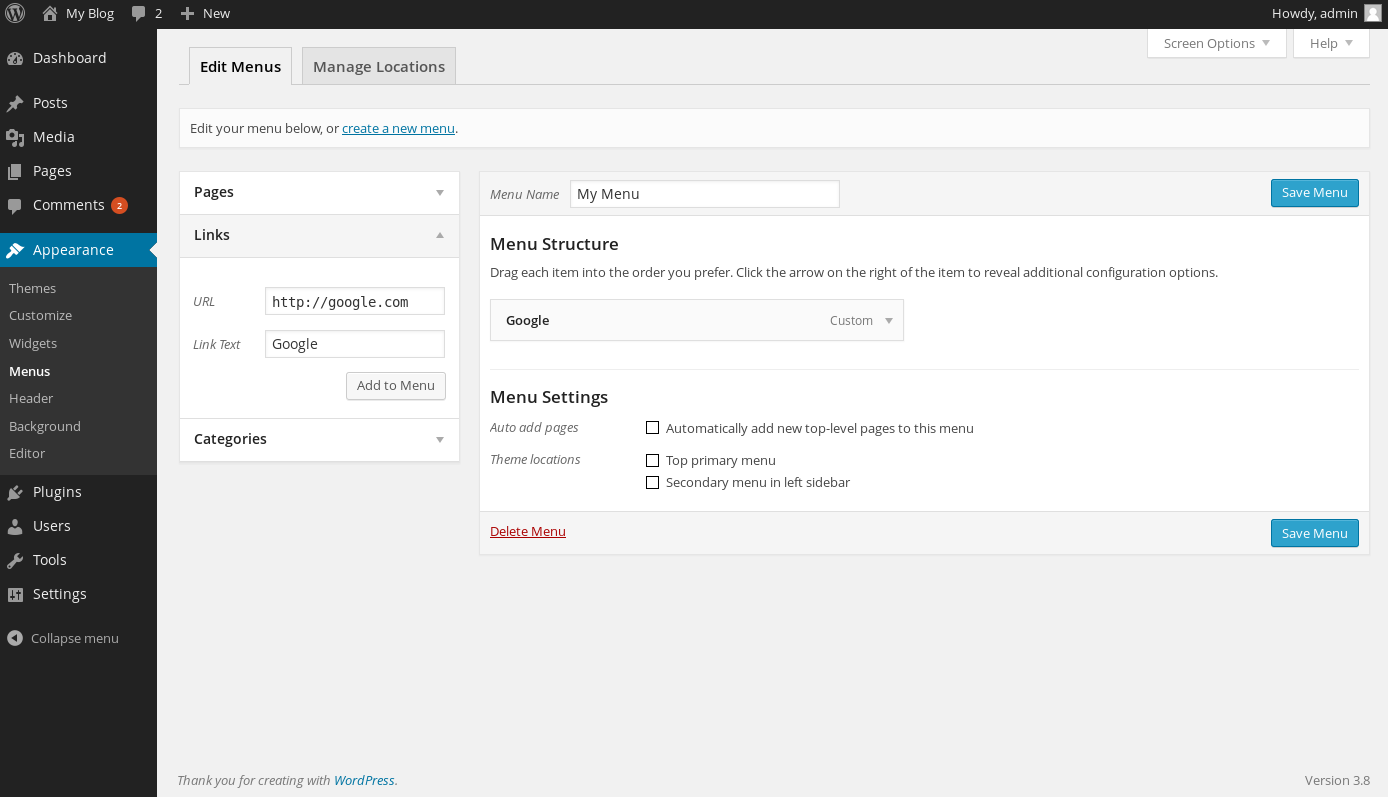 My Blog 2 New Howdy, admin
Screen Options Help
Edit Menus Manage Locations
Dashboard
Posts
Media
Pages
Comments 2
Appearance
Themes
Customize
Widgets
Menus
Header
Background
Editor
Plugins
Users
Tools
Settings
Collapse menu
Edit your menu below, or create a new menu.
Pages
Links
URL http://google.com
Link Text Google
Add to Menu
Categories
Menu Name My Menu Save Menu
Menu Structure
Drag each item into the order you prefer. Click the arrow on the right of the item to reveal additional configuration options.
Google Custom
Menu Settings
Auto add pages Automatically add new top-level pages to this menu
Theme locations Top primary menu
Secondary menu in left sidebar
Delete Menu Save Menu
Thank you for creating with WordPress. Version 3.8